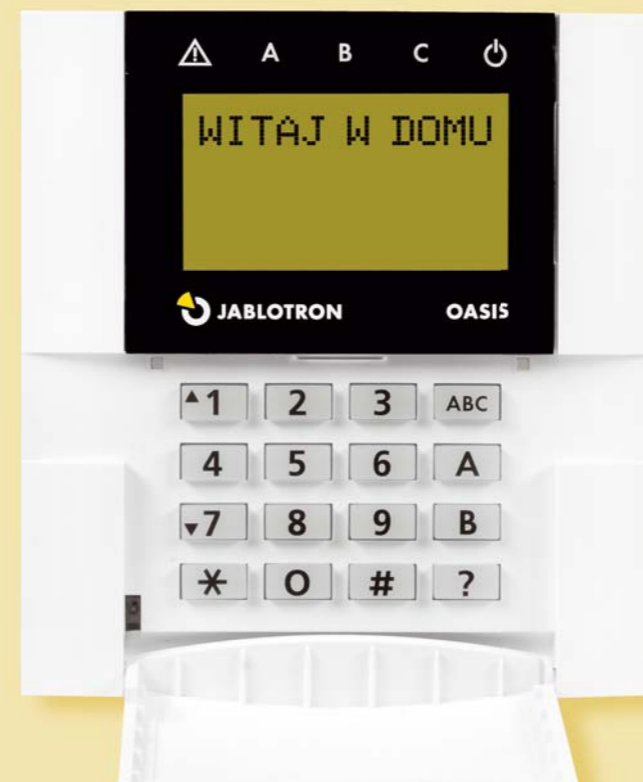 ⚠ A B C ⏻
WITAJ W DOMU
JABLOTRON OASIS
▲1 2 3 ABC
4 5 6 A
▼7 8 9 B
* 0 # ?